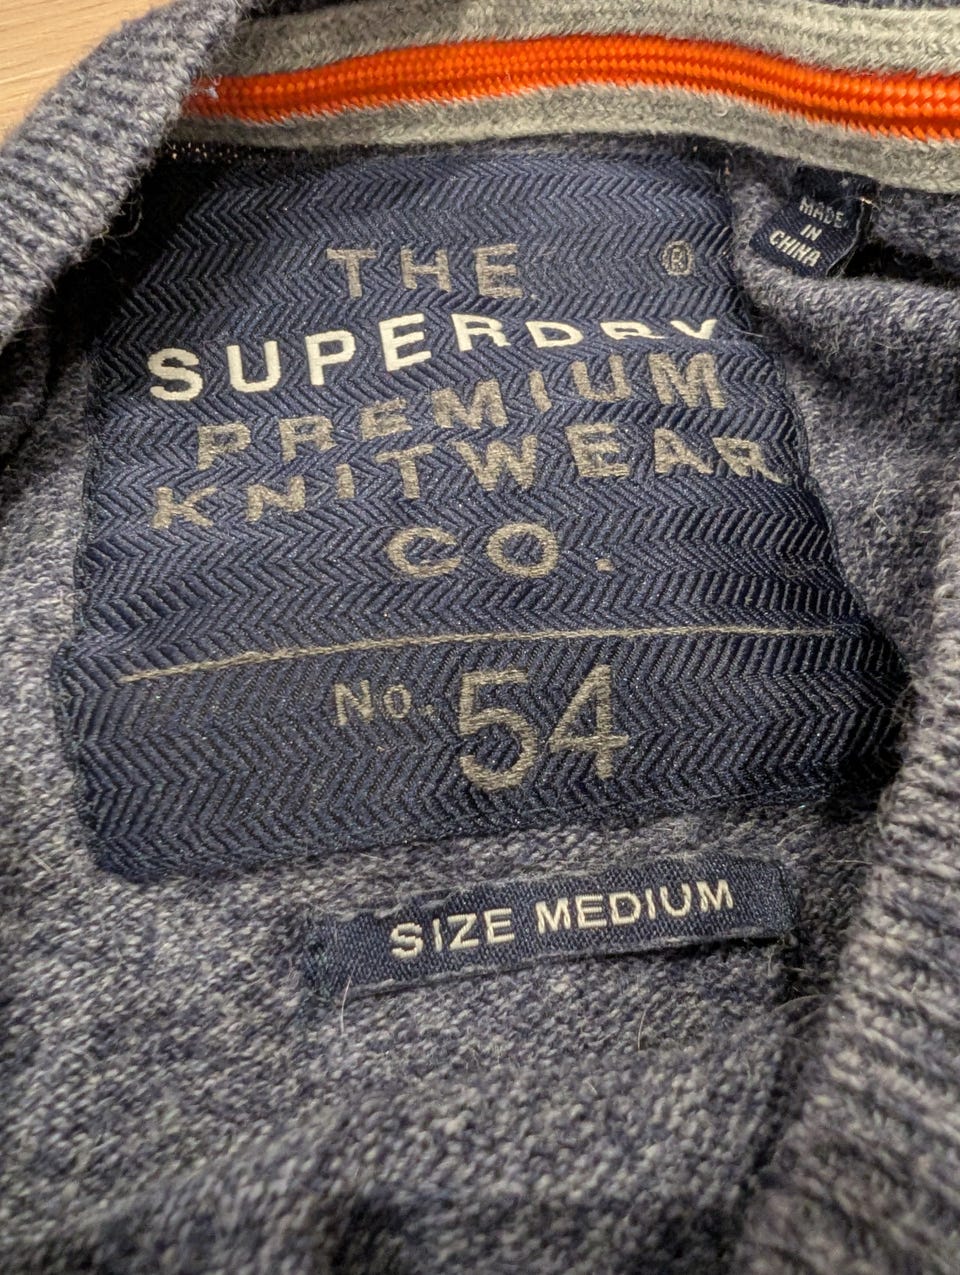 THE ®
SUPERDRY
PREMIUM
KNITWEAR
CO.
No. 54
SIZE MEDIUM
MADE
IN
CHINA